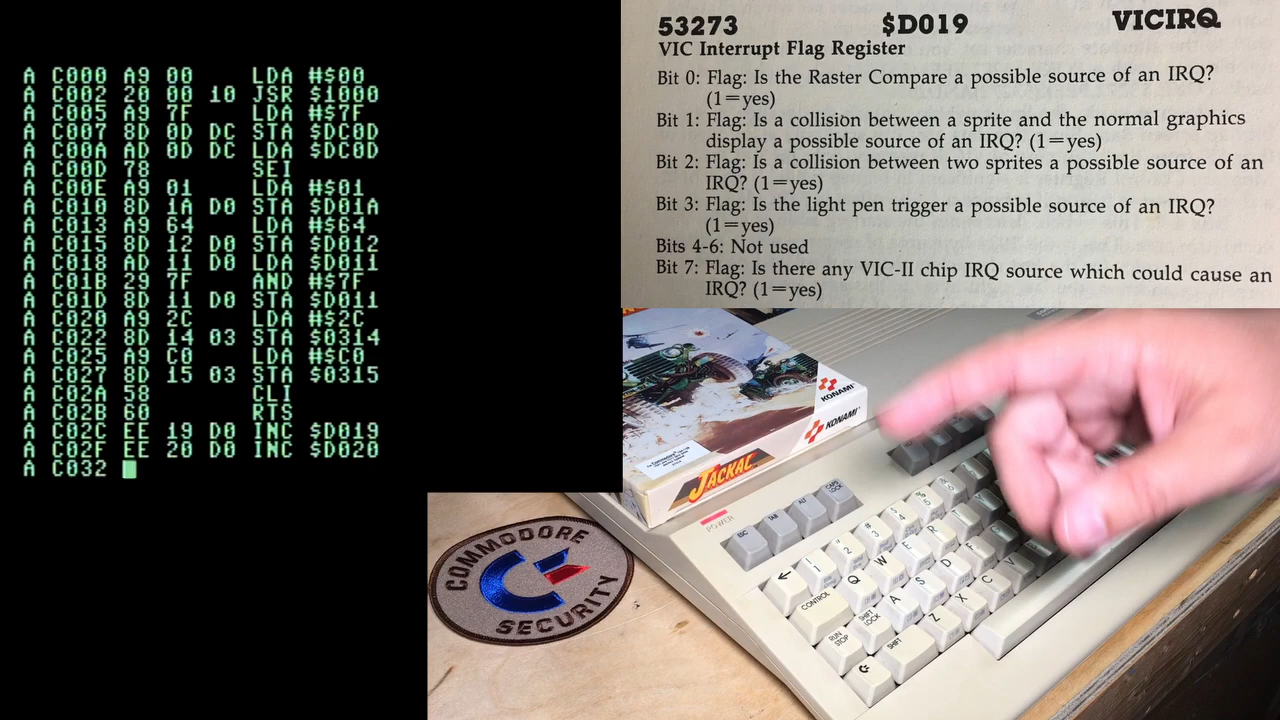 A C000 A9 00 LDA #$00
A C002 20 00 10 JSR $1000
A C005 A9 7F LDA #$7F
A C007 8D 0D DC STA $DC0D
A C00A AD 0D DC LDA $DC0D
A C00D 78 SEI
A C00E A9 01 LDA #$01
A C010 8D 1A D0 STA $D01A
A C013 A9 64 LDA #$64
A C015 8D 12 D0 STA $D012
A C018 AD 11 D0 LDA $D011
A C01B 29 7F AND #$7F
A C01D 8D 11 D0 STA $D011
A C020 A9 2C LDA #$2C
A C022 8D 14 03 STA $0314
A C025 A9 C0 LDA #$C0
A C027 8D 15 03 STA $0315
A C02A 58 CLI
A C02B 60 RTS
A C02C EE 19 D0 INC $D019
A C02F EE 20 D0 INC $D020
A C032
53273 $D019 VICIRQ
VIC Interrupt Flag Register
Bit 0: Flag: Is the Raster Compare a possible source of an IRQ?
(1=yes)
Bit 1: Flag: Is a collision between a sprite and the normal graphics
display a possible source of an IRQ? (1=yes)
Bit 2: Flag: Is a collision between two sprites a possible source of an
IRQ? (1=yes)
Bit 3: Flag: Is the light pen trigger a possible source of an IRQ?
(1=yes)
Bits 4-6: Not used
Bit 7: Flag: Is there any VIC-II chip IRQ source which could cause an
IRQ? (1=yes)
KONAMI
KONAMI
JACKAL
POWER
COMMODORE
SECURITY
ESC TAB ALT CAPS LOCK
← 1 2 3 4
CONTROL Q W E R
RUN STOP SHIFT LOCK A S D F
SHIFT Z X C V